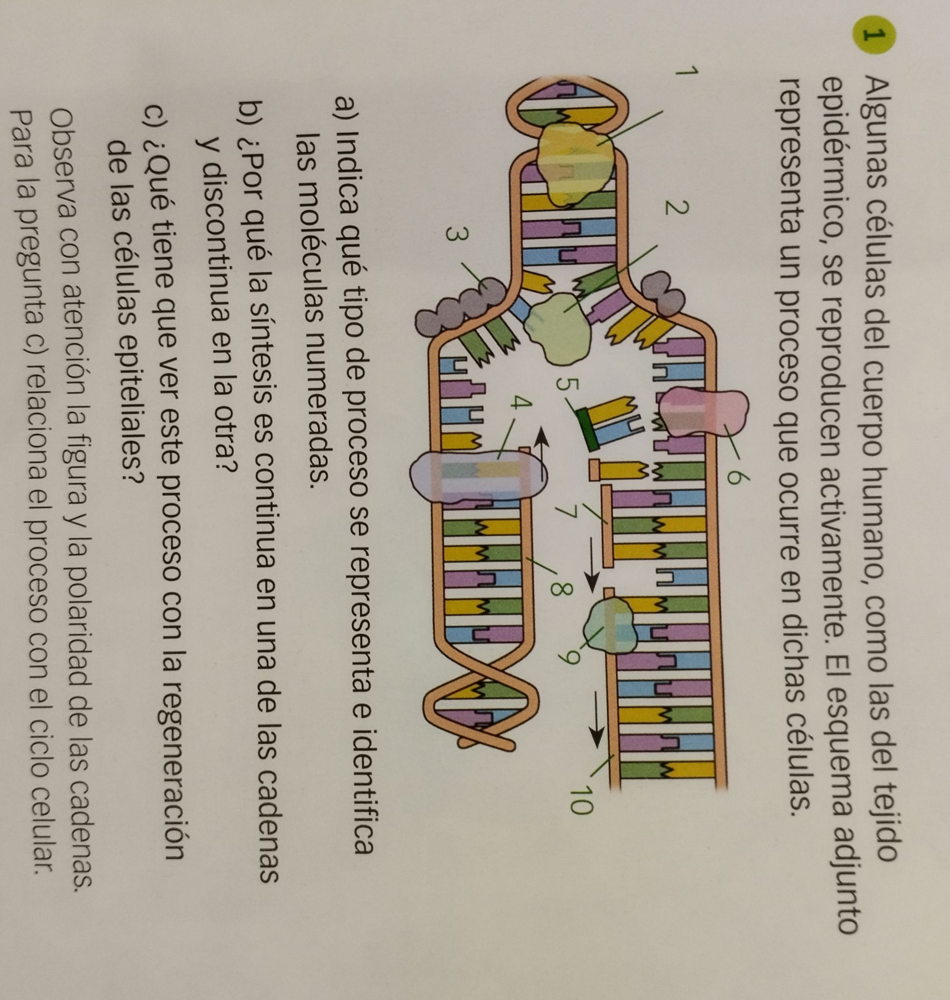 1 Algunas células del cuerpo humano, como las del tejido
epidérmico, se reproducen activamente. El esquema adjunto
representa un proceso que ocurre en dichas células.
1
2
3
4
5
6
7
8
9
10
a) Indica qué tipo de proceso se representa e identifica
las moléculas numeradas.
b) ¿Por qué la síntesis es continua en una de las cadenas
y discontinua en la otra?
c) ¿Qué tiene que ver este proceso con la regeneración
de las células epiteliales?
Observa con atención la figura y la polaridad de las cadenas.
Para la pregunta c) relaciona el proceso con el ciclo celular.